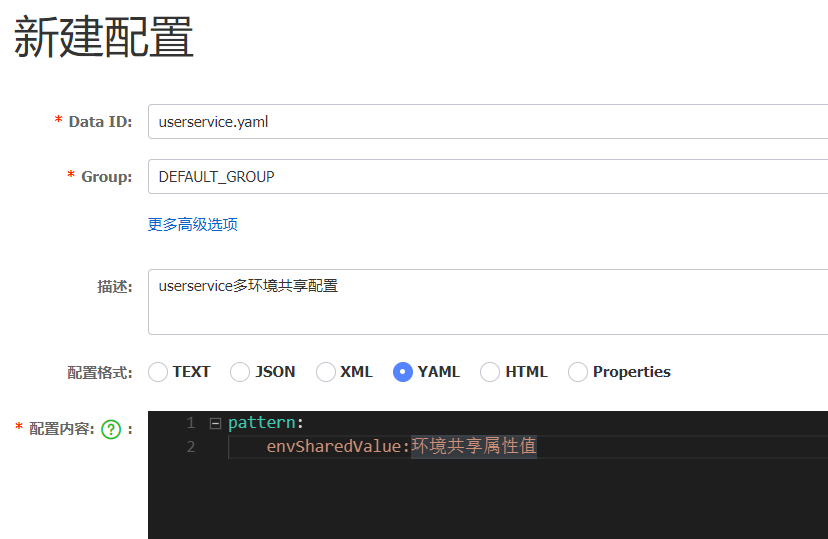 新建配置
* Data ID: userservice.yaml
* Group: DEFAULT_GROUP
更多高级选项
描述: userservice多环境共享配置
配置格式: TEXT JSON XML YAML HTML Properties
* 配置内容: ? : 1 pattern:
2 envSharedValue:环境共享属性值